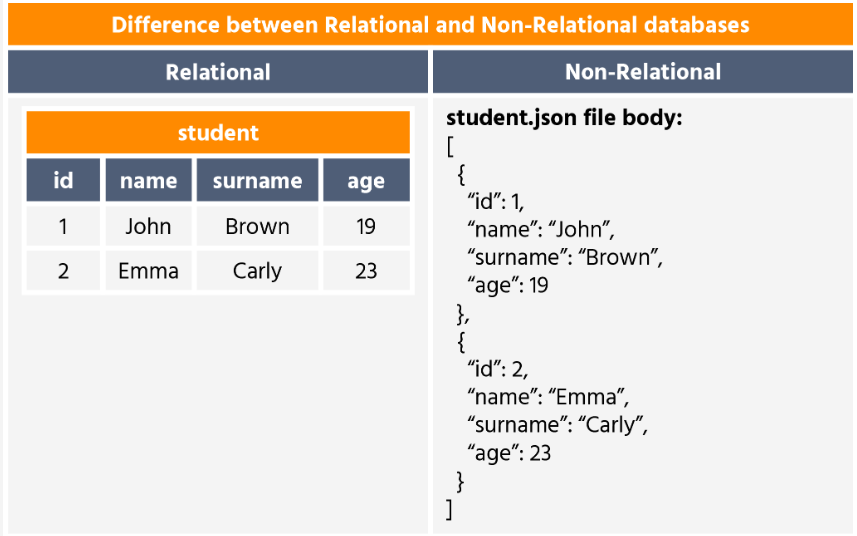 Difference between Relational and Non-Relational databases
Relational
Non-Relational
student
id name surname age
1 John Brown 19
2 Emma Carly 23
student.json file body:
[
{
“id”: 1,
“name”: “John”,
“surname”: “Brown”,
“age”: 19
},
{
“id”: 2,
“name”: “Emma”,
“surname”: “Carly”,
“age”: 23
}
]